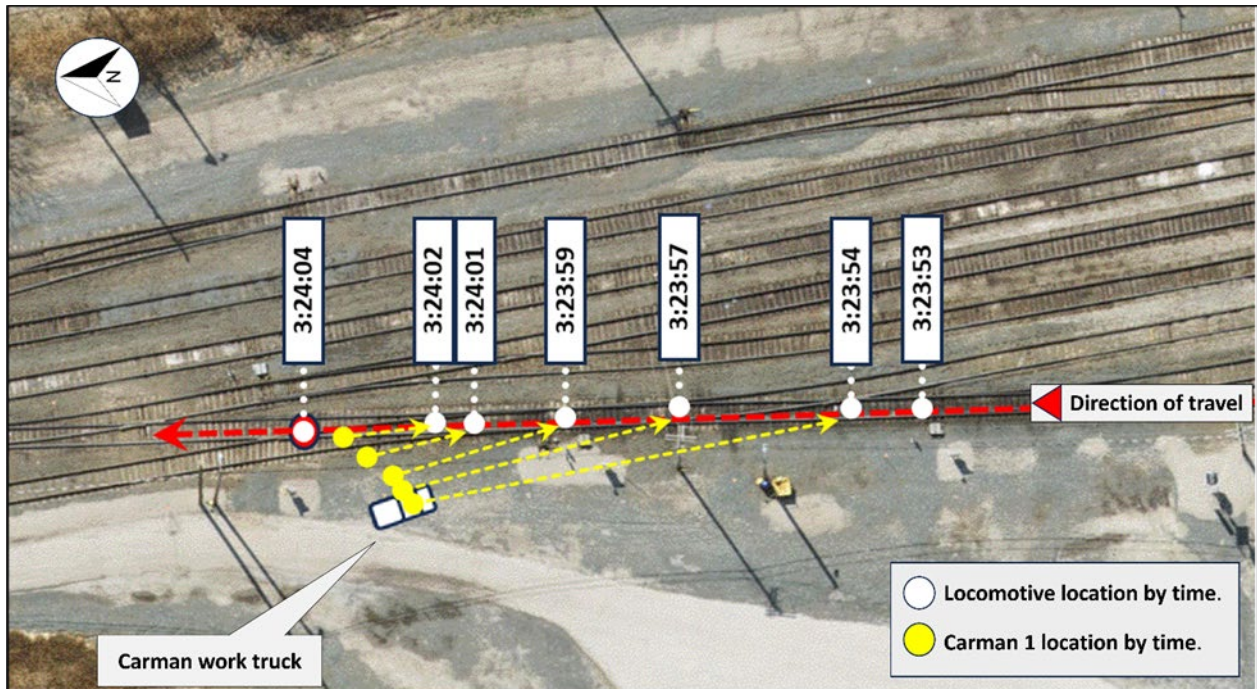 N
3:24:04
3:24:02
3:24:01
3:23:59
3:23:57
3:23:54
3:23:53
Direction of travel
Carman work truck
Locomotive location by time.
Carman 1 location by time.